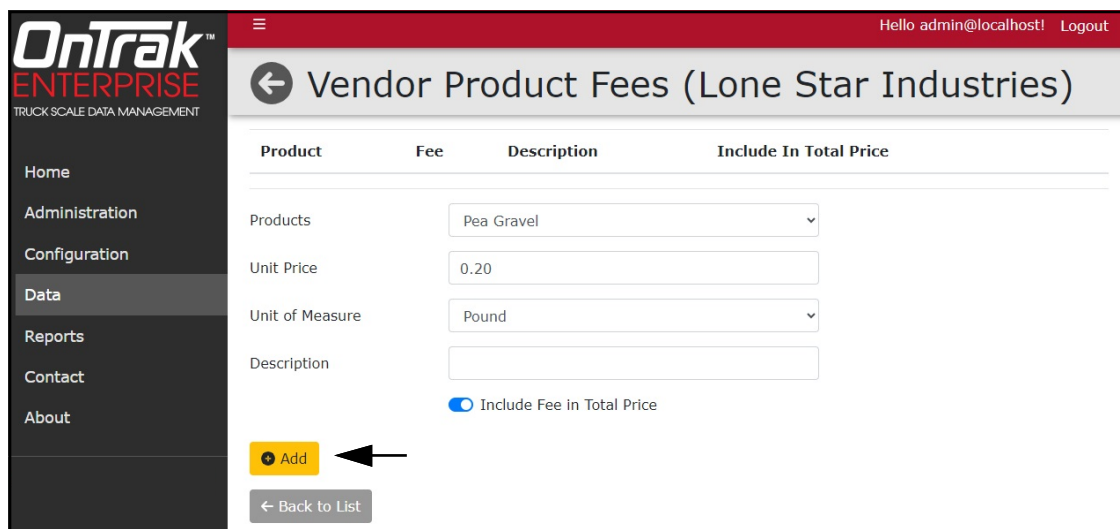 OnTrak™
ENTERPRISE
TRUCK SCALE DATA MANAGEMENT
Home
Administration
Configuration
Data
Reports
Contact
About
Hello admin@localhost! Logout
Vendor Product Fees (Lone Star Industries)
Product Fee Description Include In Total Price
Products Pea Gravel
Unit Price 0.20
Unit of Measure Pound
Description
Include Fee in Total Price
Add
← Back to List